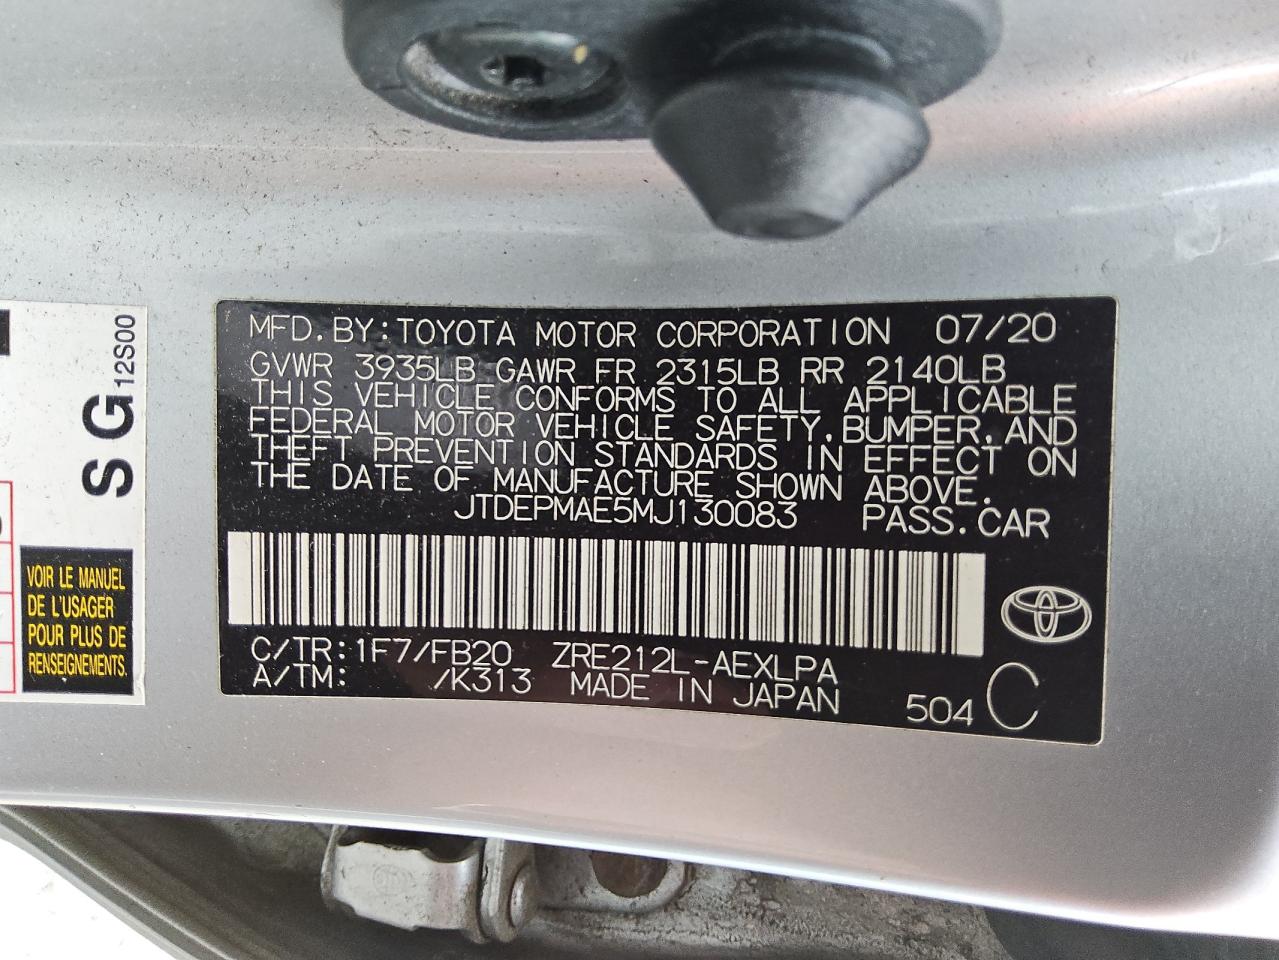 SG12S00
VOIR LE MANUEL
DE L'USAGER
POUR PLUS DE
RENSEIGNEMENTS.
MFD. BY: TOYOTA MOTOR CORPORATION 07/20
GVWR 3935LB GAWR FR 2315LB RR 2140LB
THIS VEHICLE CONFORMS TO ALL APPLICABLE
FEDERAL MOTOR VEHICLE SAFETY, BUMPER, AND
THEFT PREVENTION STANDARDS IN EFFECT ON
THE DATE OF MANUFACTURE SHOWN ABOVE.
JTDEPMAE5MJ130083 PASS. CAR
C/TR: 1F7/FB20 ZRE212L-AEXLPA
A/TM: /K313 MADE IN JAPAN
504 C